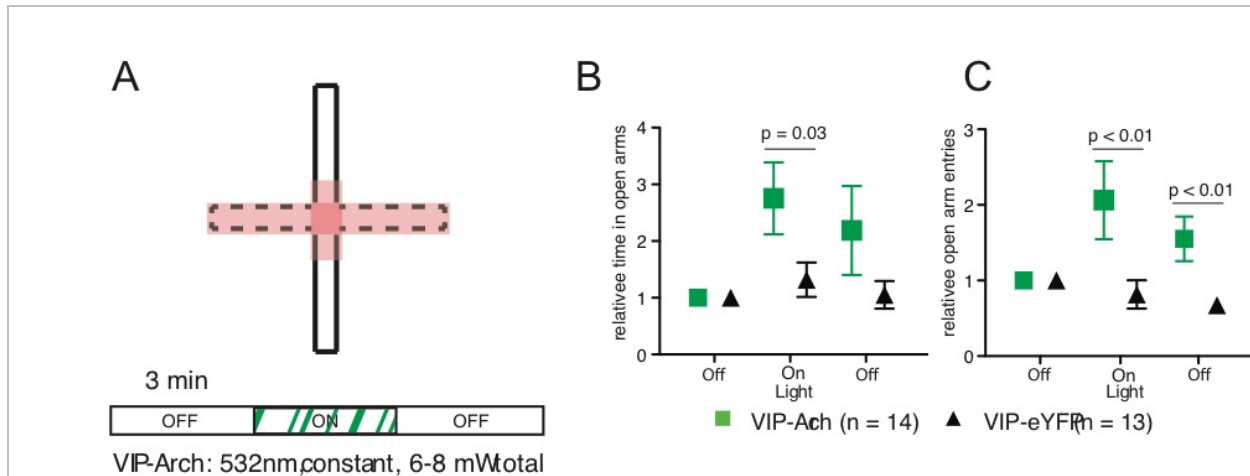 A
3 min
OFF ON OFF
VIP-Arch: 532nm,constant, 6-8 mWtotal
B
relativee time in open arms
4
3
2
1
0
p = 0.03
Off On Off
Light
C
relativee open arm entries
3
2
1
0
p < 0.01
p < 0.01
Off On Off
Light
VIP-Arch (n = 14) VIP-eYFP(n = 13)